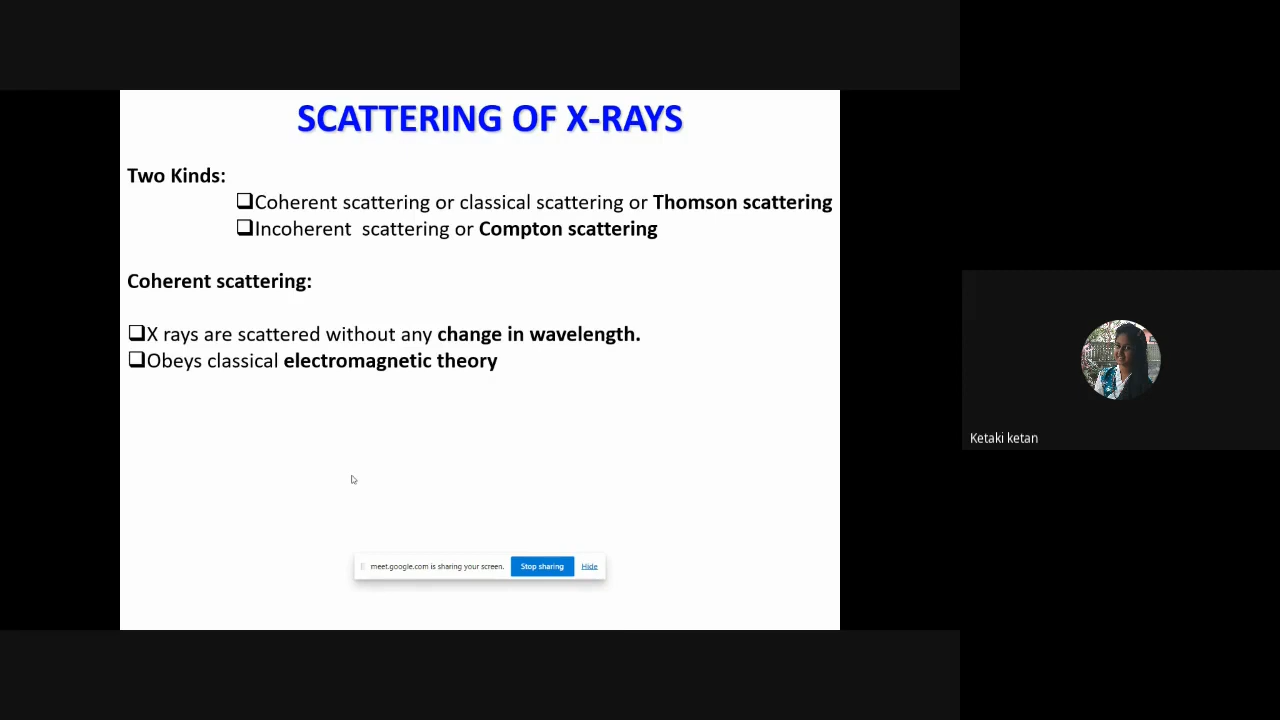 SCATTERING OF X-RAYS
Two Kinds:
❑Coherent scattering or classical scattering or Thomson scattering
❑Incoherent  scattering or Compton scattering
Coherent scattering:
❑X rays are scattered without any change in wavelength.
❑Obeys classical electromagnetic theory
meet.google.com is sharing your screen. Stop sharing Hide
Ketaki ketan